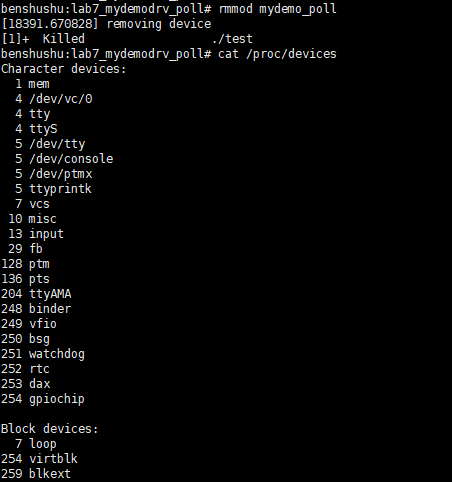 benshushu:lab7_mydemodrv_poll# rmmod mydemo_poll
[18391.670828] removing device
[1]+  Killed                  ./test
benshushu:lab7_mydemodrv_poll# cat /proc/devices
Character devices:
  1 mem
  4 /dev/vc/0
  4 tty
  4 ttyS
  5 /dev/tty
  5 /dev/console
  5 /dev/ptmx
  5 ttyprintk
  7 vcs
 10 misc
 13 input
 29 fb
128 ptm
136 pts
204 ttyAMA
248 binder
249 vfio
250 bsg
251 watchdog
252 rtc
253 dax
254 gpiochip

Block devices:
  7 loop
254 virtblk
259 blkext